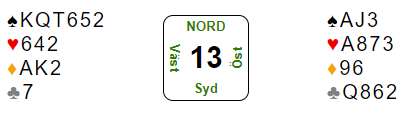 ♠KQT652
♥642
♦AK2
♣7
NORD
Väst
13
Öst
Syd
♠AJ3
♥A873
♦96
♣Q862